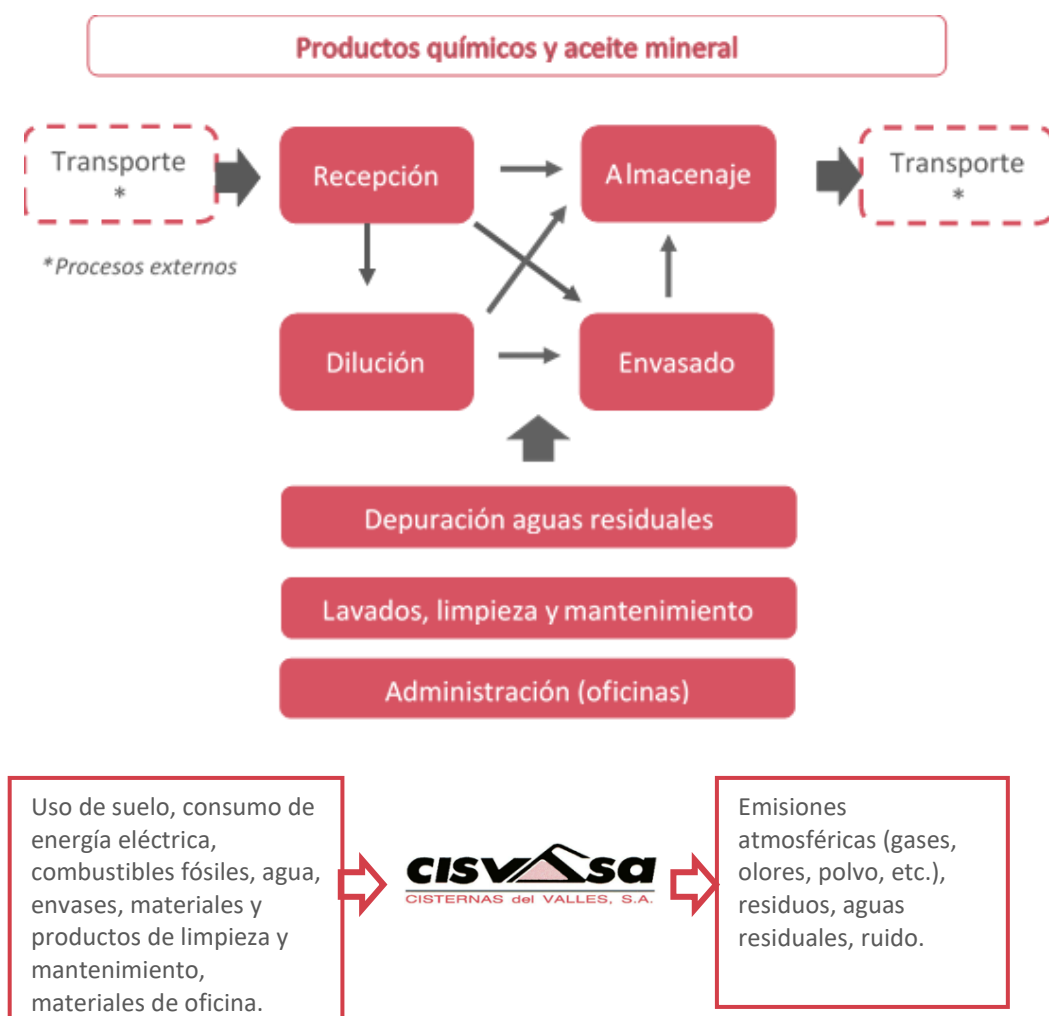 Productos químicos y aceite mineral
Transporte
*
Recepción
Almacenaje
Transporte
*
*Procesos externos
Dilución
Envasado
Depuración aguas residuales
Lavados, limpieza y mantenimiento
Administración (oficinas)
Uso de suelo, consumo de
energía eléctrica,
combustibles fósiles, agua,
envases, materiales y
productos de limpieza y
mantenimiento,
materiales de oficina.
CISVASA
CISTERNAS del VALLES, S.A.
Emisiones
atmosféricas (gases,
olores, polvo, etc.),
residuos, aguas
residuales, ruido.